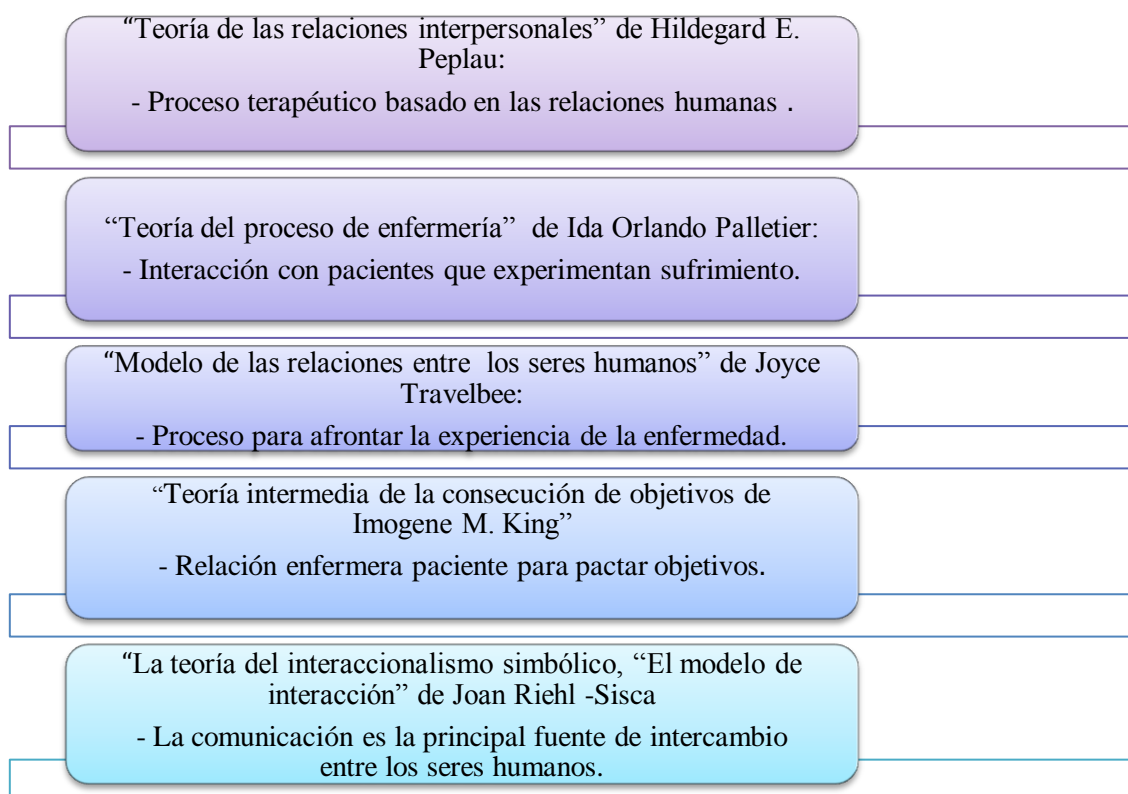 “Teoría de las relaciones interpersonales” de Hildegard E.
Peplau:
- Proceso terapéutico basado en las relaciones humanas .
“Teoría del proceso de enfermería” de Ida Orlando Palletier:
- Interacción con pacientes que experimentan sufrimiento.
“Modelo de las relaciones entre los seres humanos” de Joyce
Travelbee:
- Proceso para afrontar la experiencia de la enfermedad.
“Teoría intermedia de la consecución de objetivos de
Imogene M. King”
- Relación enfermera paciente para pactar objetivos.
“La teoría del interaccionalismo simbólico, “El modelo de
interacción” de Joan Riehl -Sisca
- La comunicación es la principal fuente de intercambio
entre los seres humanos.